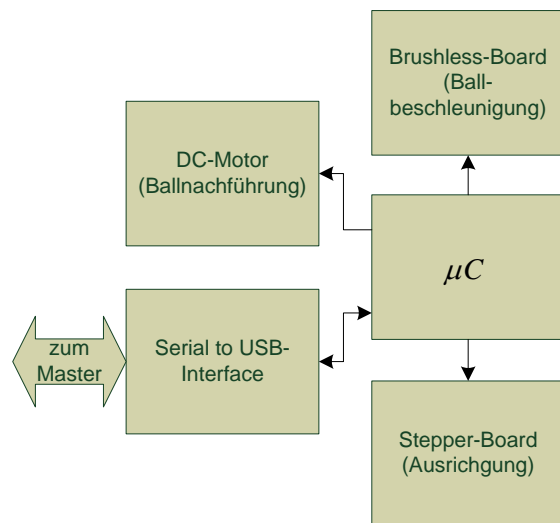 Brushless-Board
(Ball-
beschleunigung)
DC-Motor
(Ballnachführung)
μC
zum
Master
Serial to USB-
Interface
Stepper-Board
(Ausrichgung)